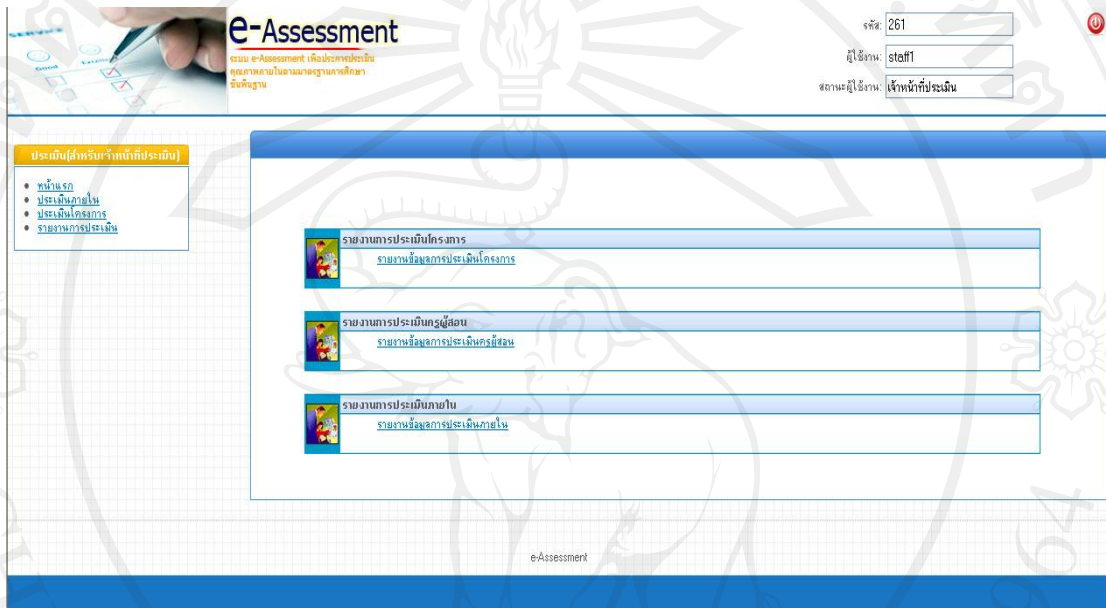 SERVICE
Good
Excellent
e-Assessment
ระบบ e-Assessment เพื่อประกาศประเมิน
คุณภาพภายในตามมาตรฐานการศึกษา
ขั้นพื้นฐาน
รหัส: 261
ผู้ใช้งาน: staff1
สถานะผู้ใช้งาน: เจ้าหน้าที่ประเมิน
ประเมิน[สำหรับเจ้าหน้าที่ประเมิน]
หน้าแรก
ประเมินภายใน
ประเมินโครงการ
รายงานการประเมิน
รายงานการประเมินโครงการ
รายงานข้อมูลการประเมินโครงการ
รายงานการประเมินครูผู้สอน
รายงานข้อมูลการประเมินครูผู้สอน
รายงานการประเมินภายใน
รายงานข้อมูลการประเมินภายใน
e-Assessment
964